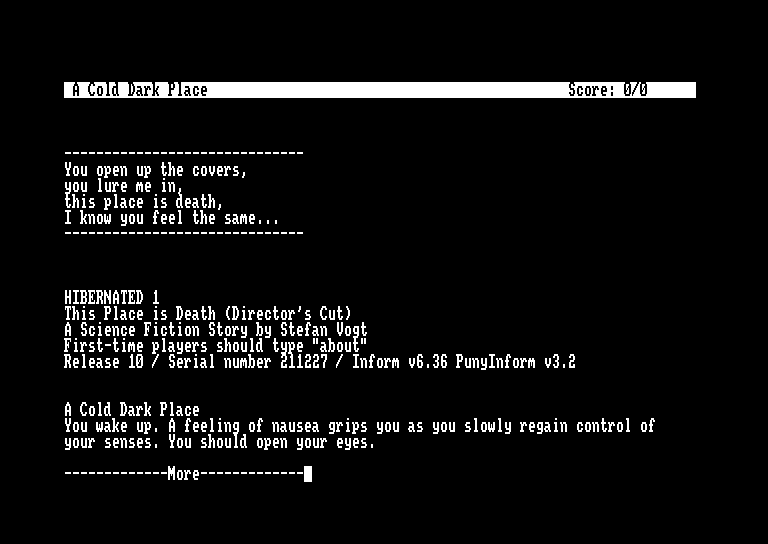 A Cold Dark Place Score: 0/0
------------------------------
You open up the covers,
you lure me in,
this place is death,
I know you feel the same...
------------------------------
HIBERNATED 1
This Place is Death (Director's Cut)
A Science Fiction Story by Stefan Vogt
First-time players should type "about"
Release 10 / Serial number 211227 / Inform v6.36 PunyInform v3.2
A Cold Dark Place
You wake up. A feeling of nausea grips you as you slowly regain control of
your senses. You should open your eyes.
-------------More-------------